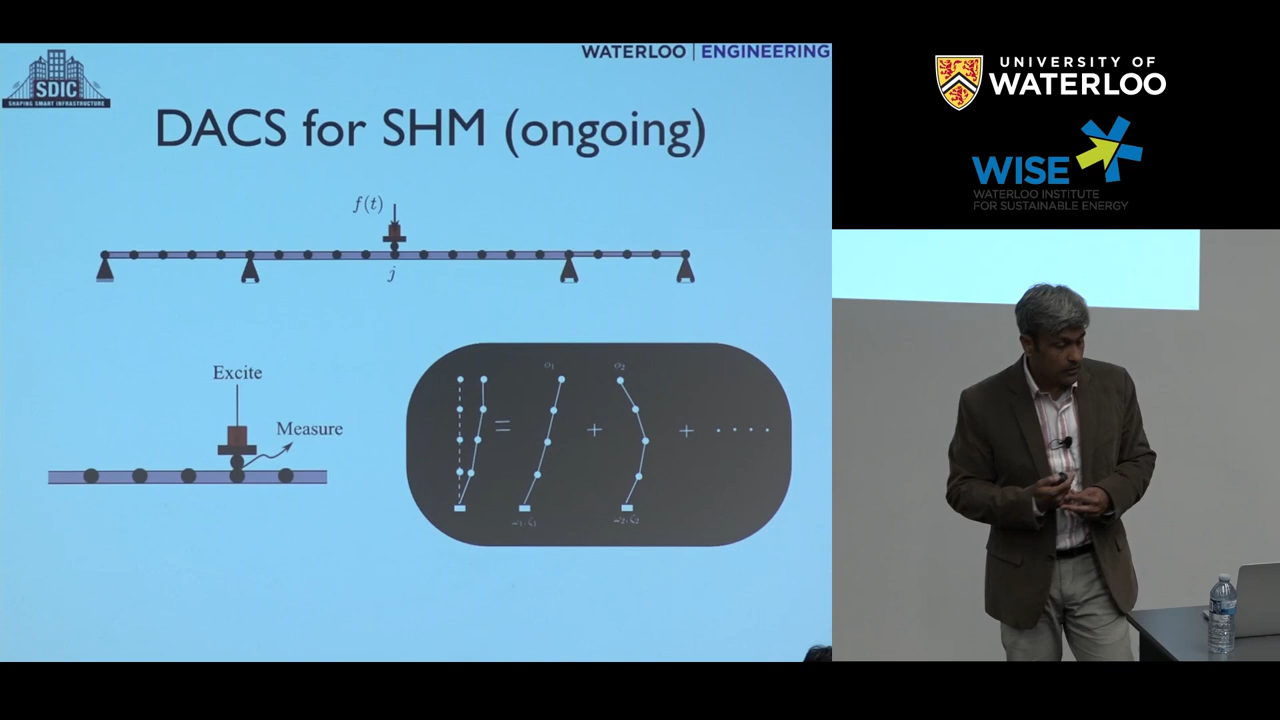 SDIC
SHAPING SMART INFRASTRUCTURE
WATERLOO | ENGINEERING
DACS for SHM (ongoing)
f(t)
j
Excite
Measure
=
+
+ · · · ·
UNIVERSITY OF
WATERLOO
WISE
WATERLOO INSTITUTE
FOR SUSTAINABLE ENERGY